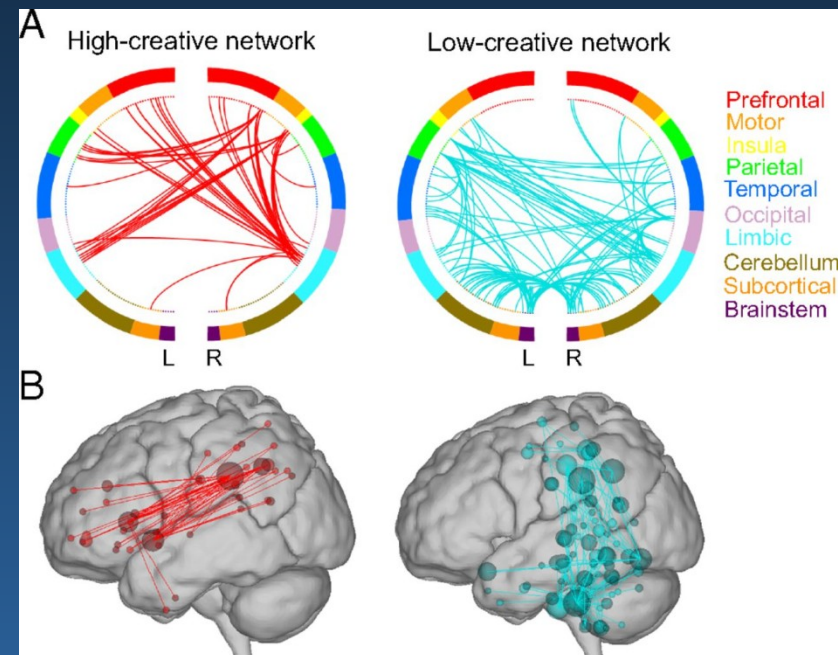 A
High-creative network
Low-creative network
Prefrontal
Motor
Insula
Parietal
Temporal
Occipital
Limbic
Cerebellum
Subcortical
Brainstem
L R
L R
B